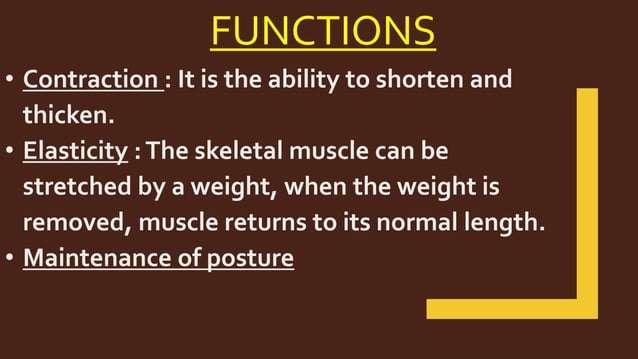 FUNCTIONS
• Contraction : It is the ability to shorten and
thicken.
• Elasticity : The skeletal muscle can be
stretched by a weight, when the weight is
removed, muscle returns to its normal length.
• Maintenance of posture